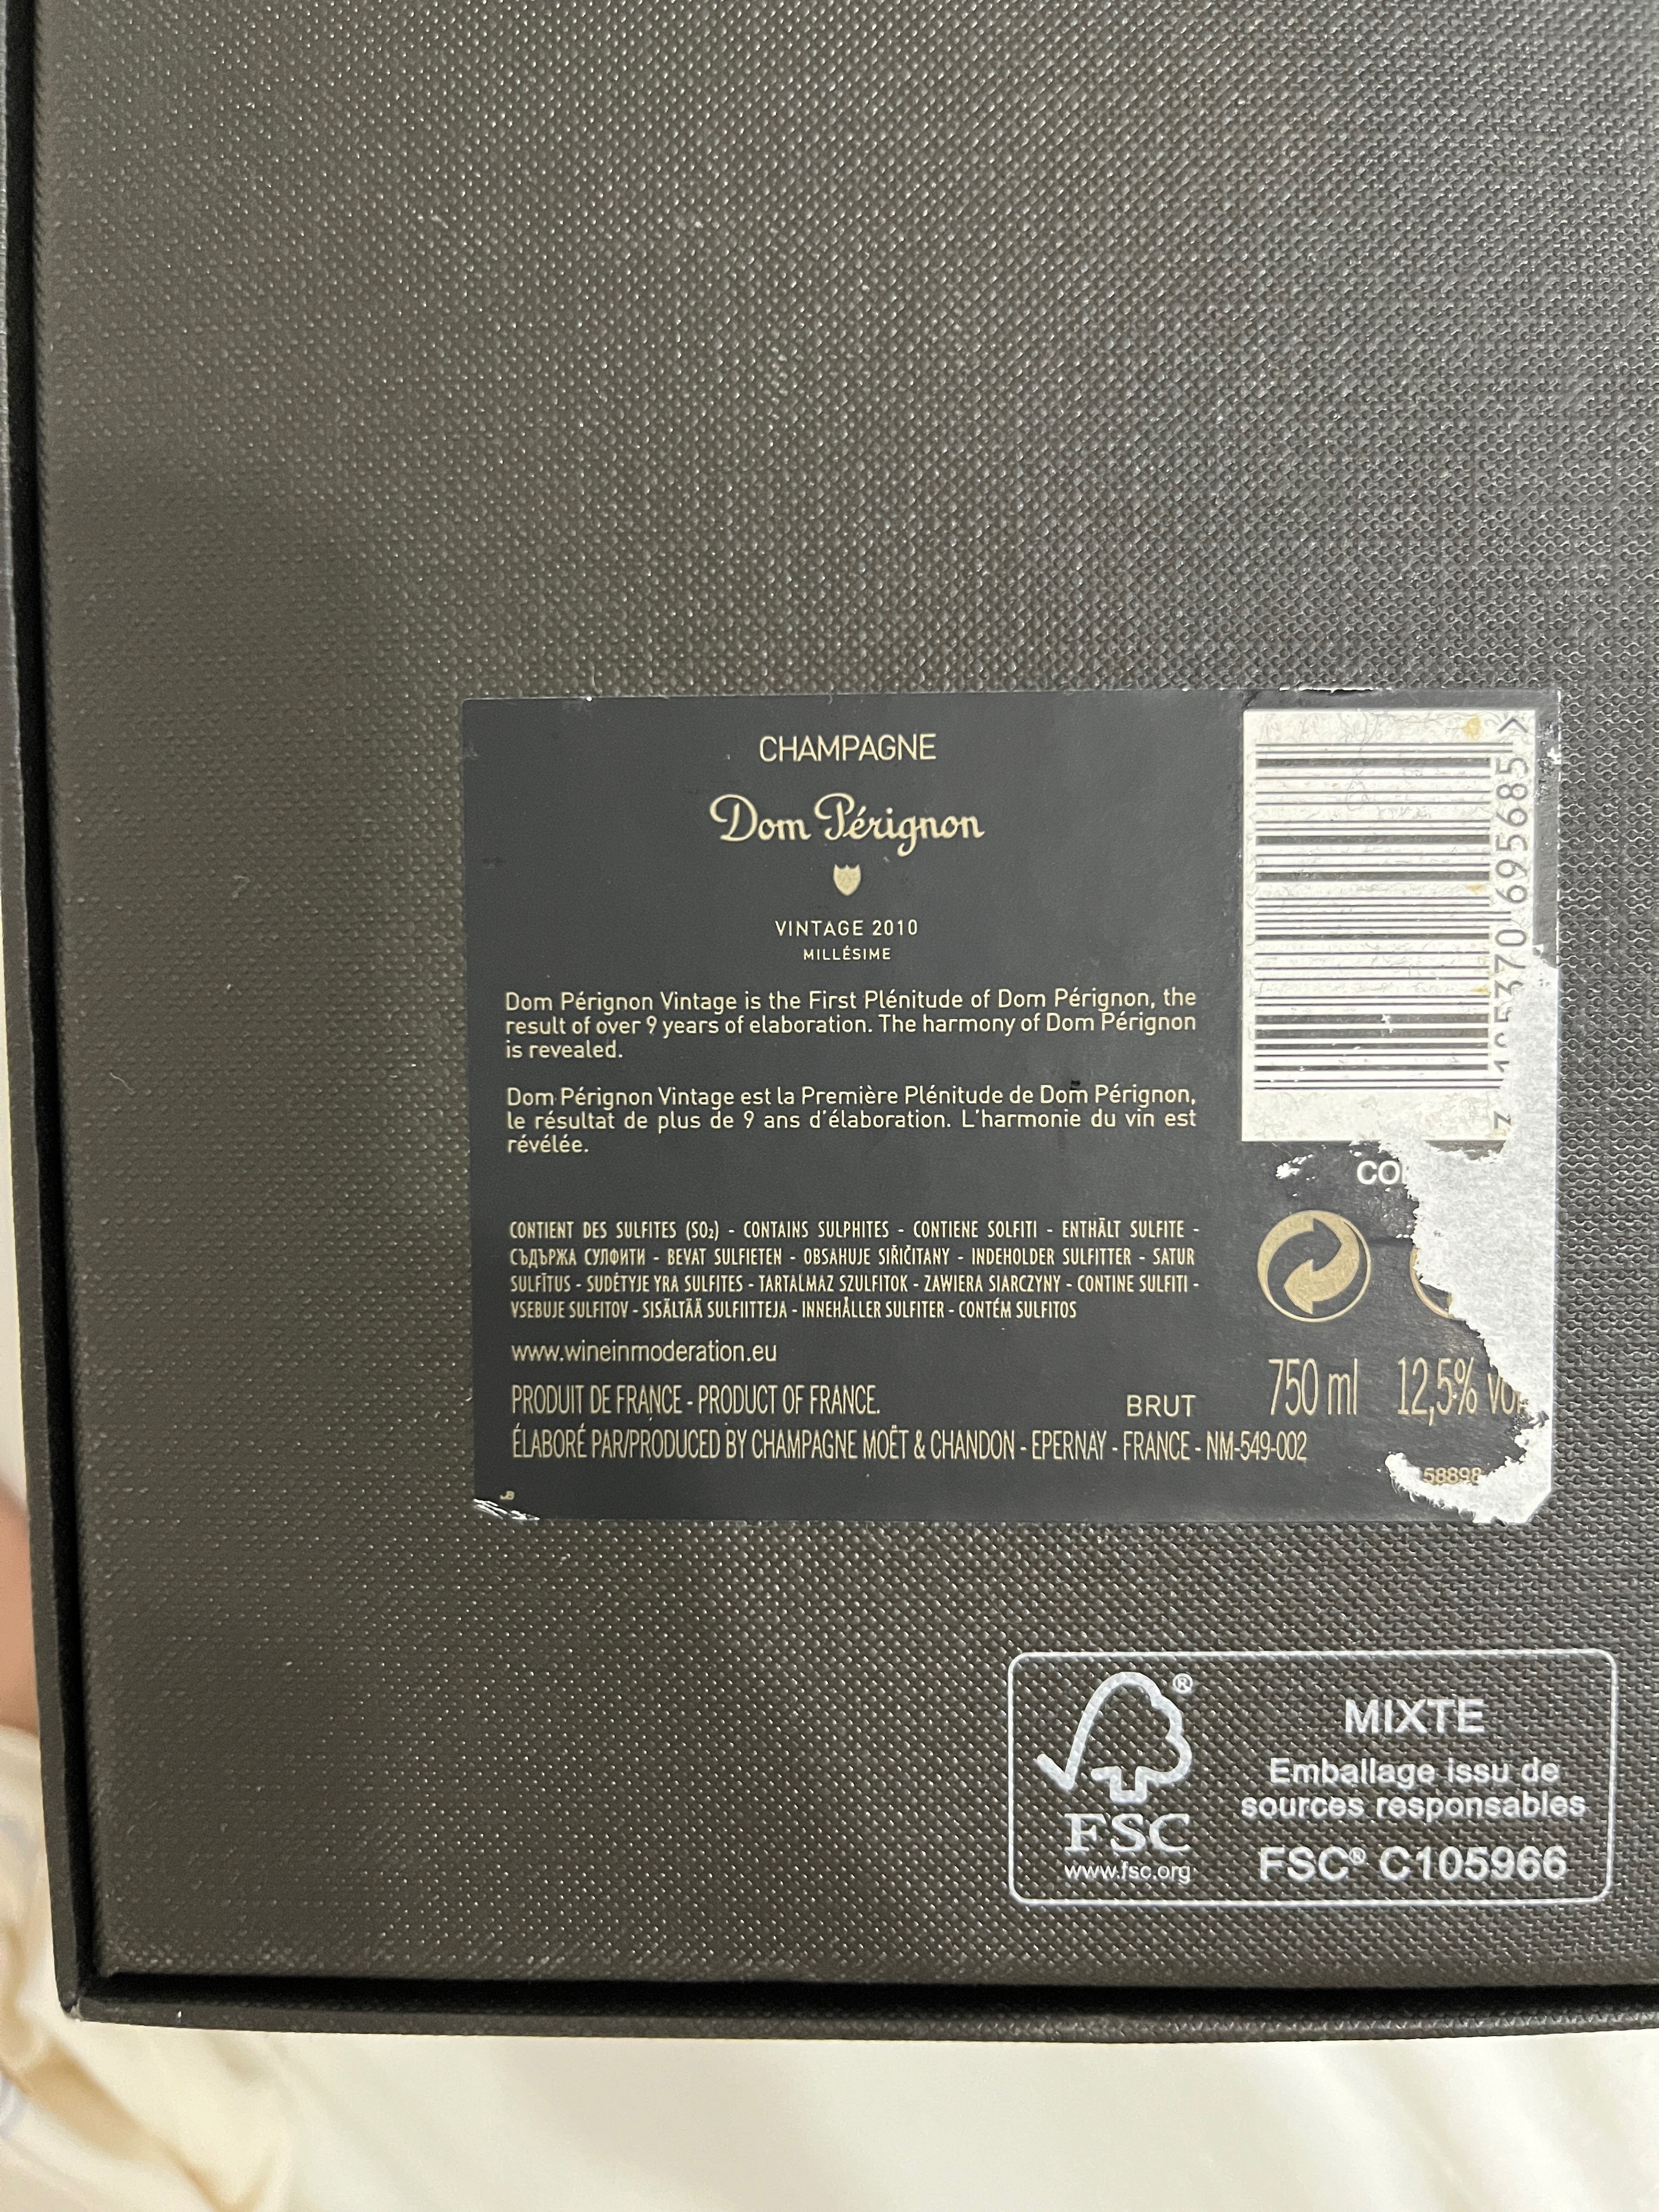 CHAMPAGNE
Dom Pérignon
VINTAGE 2010
MILLÉSIME
Dom Pérignon Vintage is the First Plénitude of Dom Pérignon, the
result of over 9 years of elaboration. The harmony of Dom Pérignon
is revealed.
Dom Pérignon Vintage est la Première Plénitude de Dom Pérignon,
le résultat de plus de 9 ans d'élaboration. L'harmonie du vin est
révélée.
CONTIENT DES SULFITES (SO₂) - CONTAINS SULPHITES - CONTIENE SOLFITI - ENTHÄLT SULFITE -
СЪДЪРЖА СУЛФИТИ - BEVAT SULFIETEN - OBSAHUJE SIŘIČITANY - INDEHOLDER SULFITTER - SATUR
SULFĪTUS - SUDĖTYJE YRA SULFITES - TARTALMAZ SZULFITOK - ZAWIERA SIARCZYNY - CONTINE SULFITI -
VSEBUJE SULFITOV - SISÄLTÄÄ SULFIITTEJA - INNEHÅLLER SULFITER - CONTÉM SULFITOS
www.wineinmoderation.eu
PRODUIT DE FRANCE - PRODUCT OF FRANCE.
BRUT
750 ml 12,5% vol
ÉLABORÉ PAR/PRODUCED BY CHAMPAGNE MOËT & CHANDON - EPERNAY - FRANCE - NM-549-002
JB
58898
695685>
® MIXTE
Emballage issu de
sources responsables
FSC
www.fsc.org
FSC® C105966